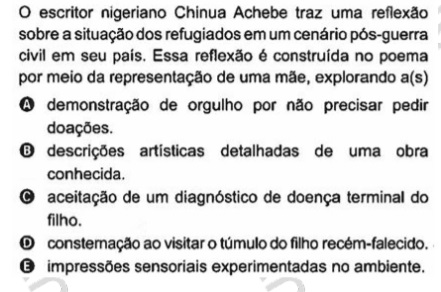 O escritor nigeriano Chinua Achebe traz uma reflexão
sobre a situação dos refugiados em um cenário pós-guerra
civil em seu país. Essa reflexão é construída no poema
por meio da representação de uma mãe, explorando a(s)
A demonstração de orgulho por não precisar pedir
doações.
B descrições artísticas detalhadas de uma obra
conhecida.
C aceitação de um diagnóstico de doença terminal do
filho.
D consternação ao visitar o túmulo do filho recém-falecido.
E impressões sensoriais experimentadas no ambiente.